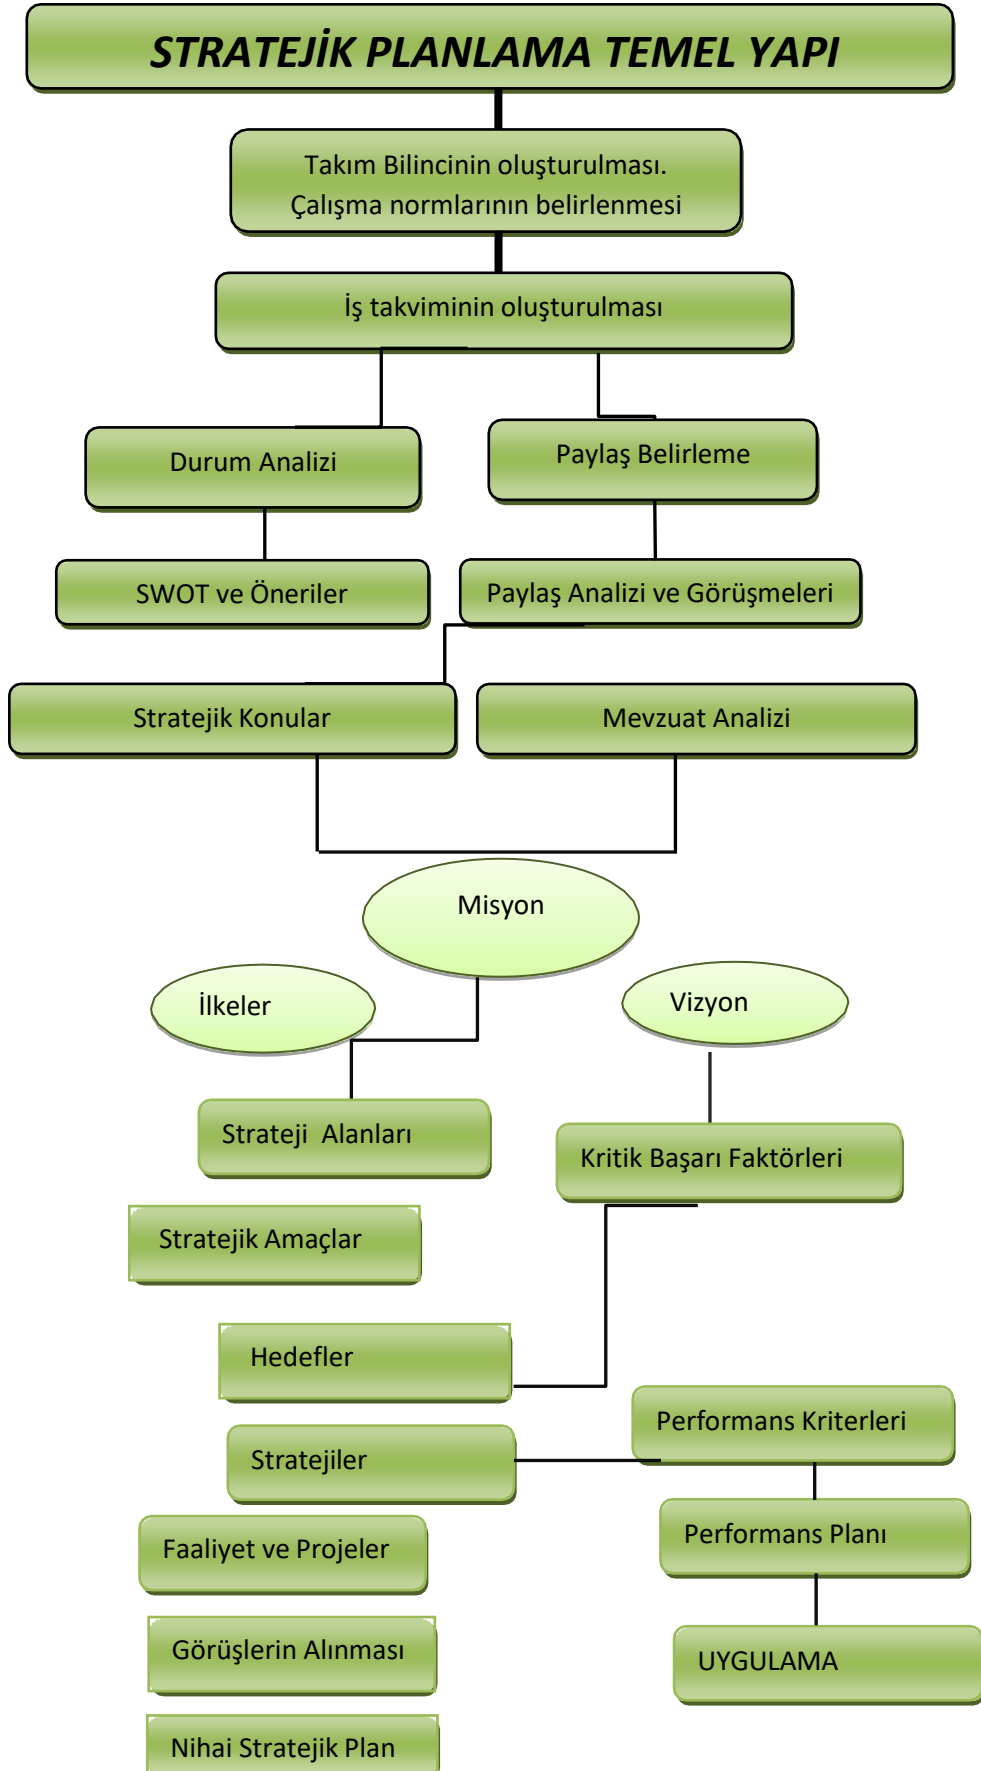 STRATEJİK PLANLAMA TEMEL YAPI
Takım Bilincinin oluşturulması.
Çalışma normlarının belirlenmesi
İş takviminin oluşturulması
Durum Analizi
Paylaş Belirleme
SWOT ve Öneriler
Paylaş Analizi ve Görüşmeleri
Stratejik Konular
Mevzuat Analizi
Misyon
İlkeler
Vizyon
Strateji Alanları
Kritik Başarı Faktörleri
Stratejik Amaçlar
Hedefler
Performans Kriterleri
Stratejiler
Performans Planı
Faaliyet ve Projeler
Görüşlerin Alınması
UYGULAMA
Nihai Stratejik Plan